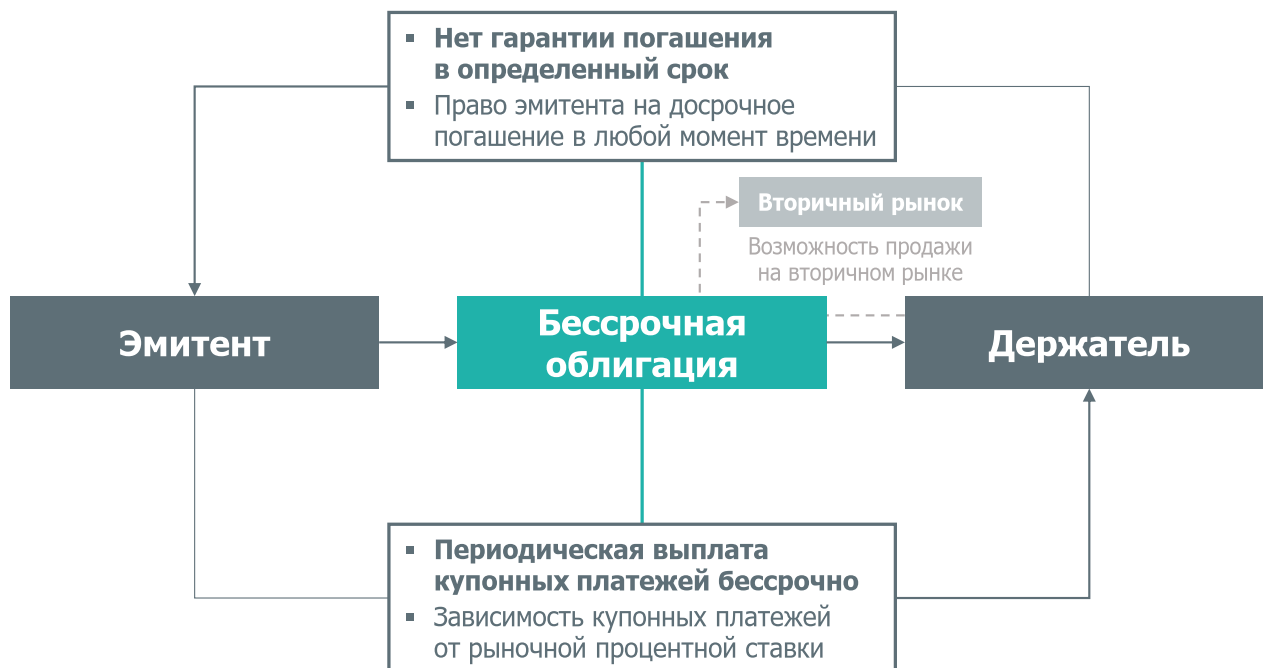 ▪ Нет гарантии погашения
в определенный срок
▪ Право эмитента на досрочное
погашение в любой момент времени
Вторичный рынок
Возможность продажи
на вторичном рынке
Эмитент
Бессрочная
облигация
Держатель
▪ Периодическая выплата
купонных платежей бессрочно
▪ Зависимость купонных платежей
от рыночной процентной ставки